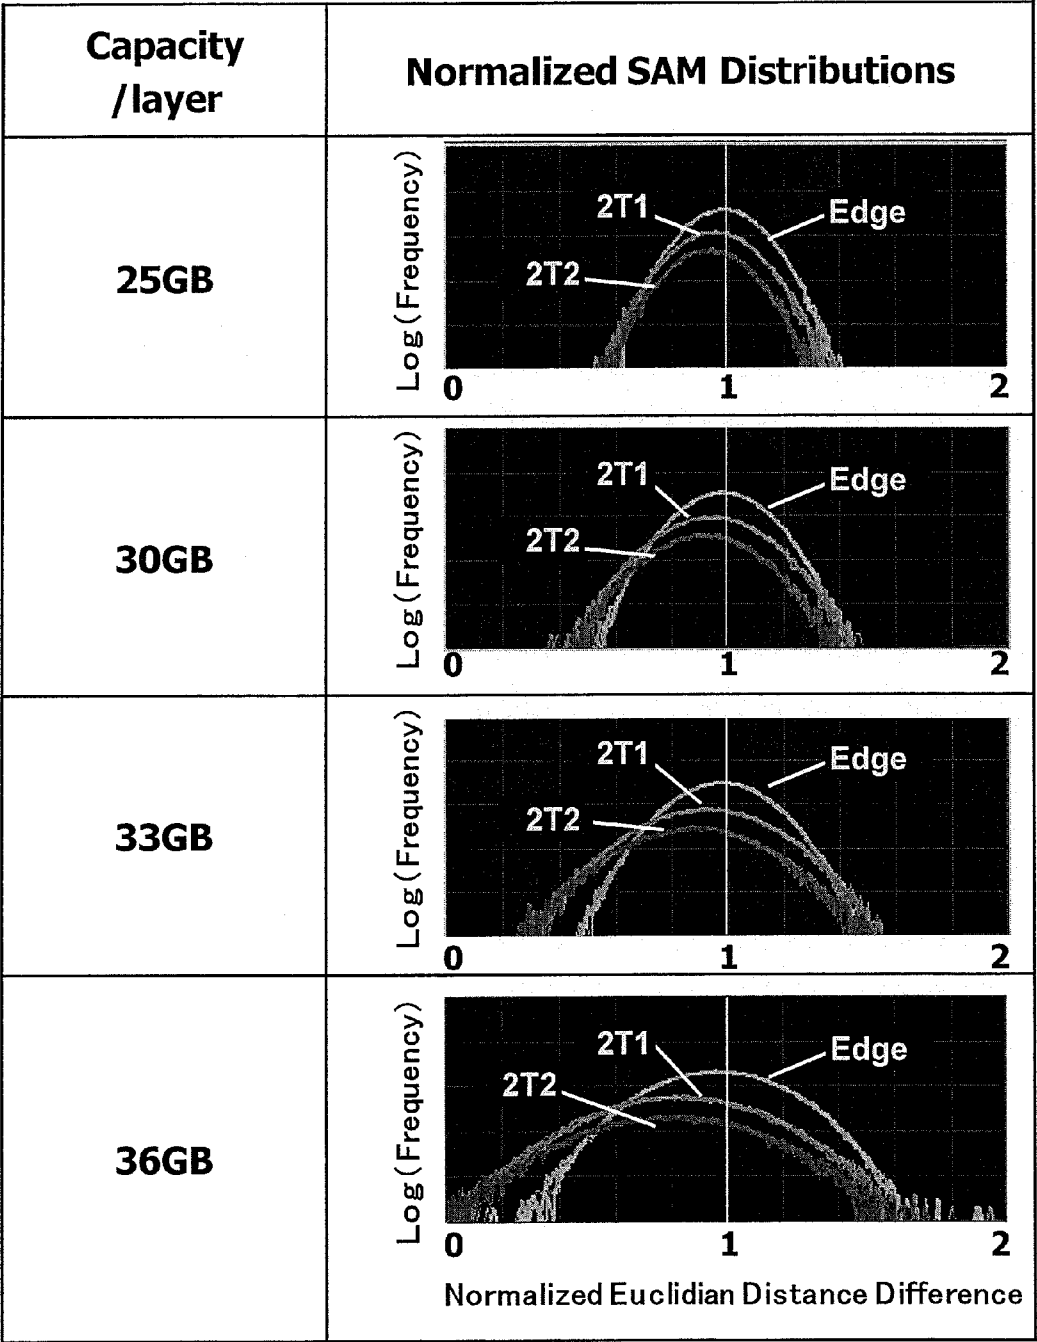 Capacity
/layer
Normalized SAM Distributions
25GB
Log(Frequency)
2T1
Edge
2T2
0 1 2
30GB
Log(Frequency)
2T1
Edge
2T2
0 1 2
33GB
Log(Frequency)
2T1
Edge
2T2
0 1 2
36GB
Log(Frequency)
2T1
Edge
2T2
0 1 2
Normalized Euclidian Distance Difference